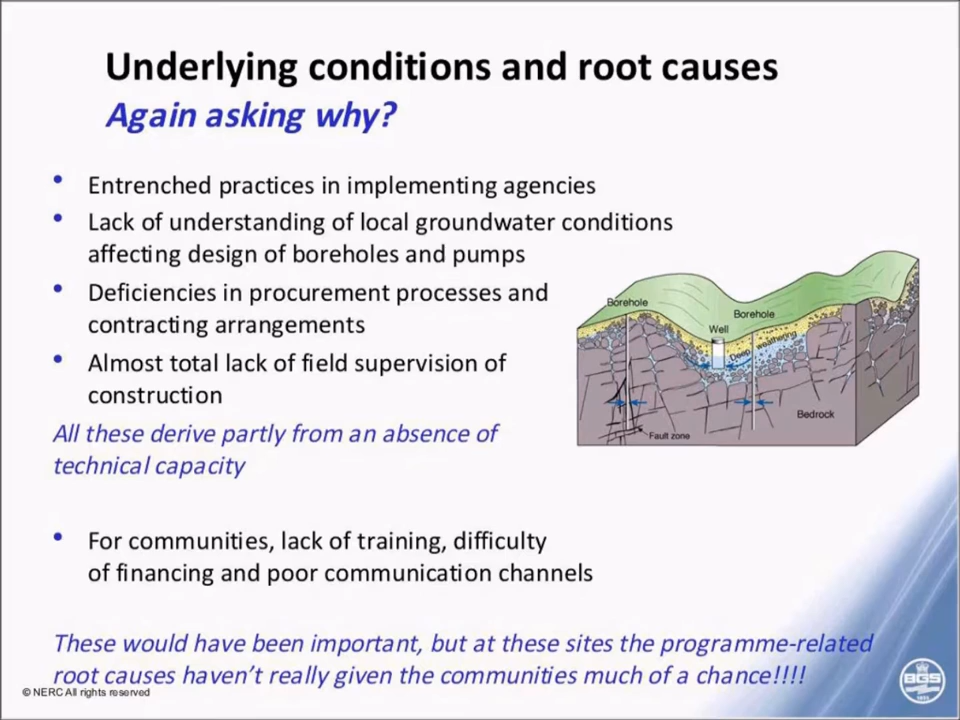 Underlying conditions and root causes
Again asking why?
• Entrenched practices in implementing agencies
• Lack of understanding of local groundwater conditions
affecting design of boreholes and pumps
• Deficiencies in procurement processes and
contracting arrangements
• Almost total lack of field supervision of
construction
All these derive partly from an absence of
technical capacity
Borehole
Borehole
Well
Deep weathering
Bedrock
Fault zone
• For communities, lack of training, difficulty
of financing and poor communication channels
These would have been important, but at these sites the programme-related
root causes haven't really given the communities much of a chance!!!!
© NERC All rights reserved
BGS